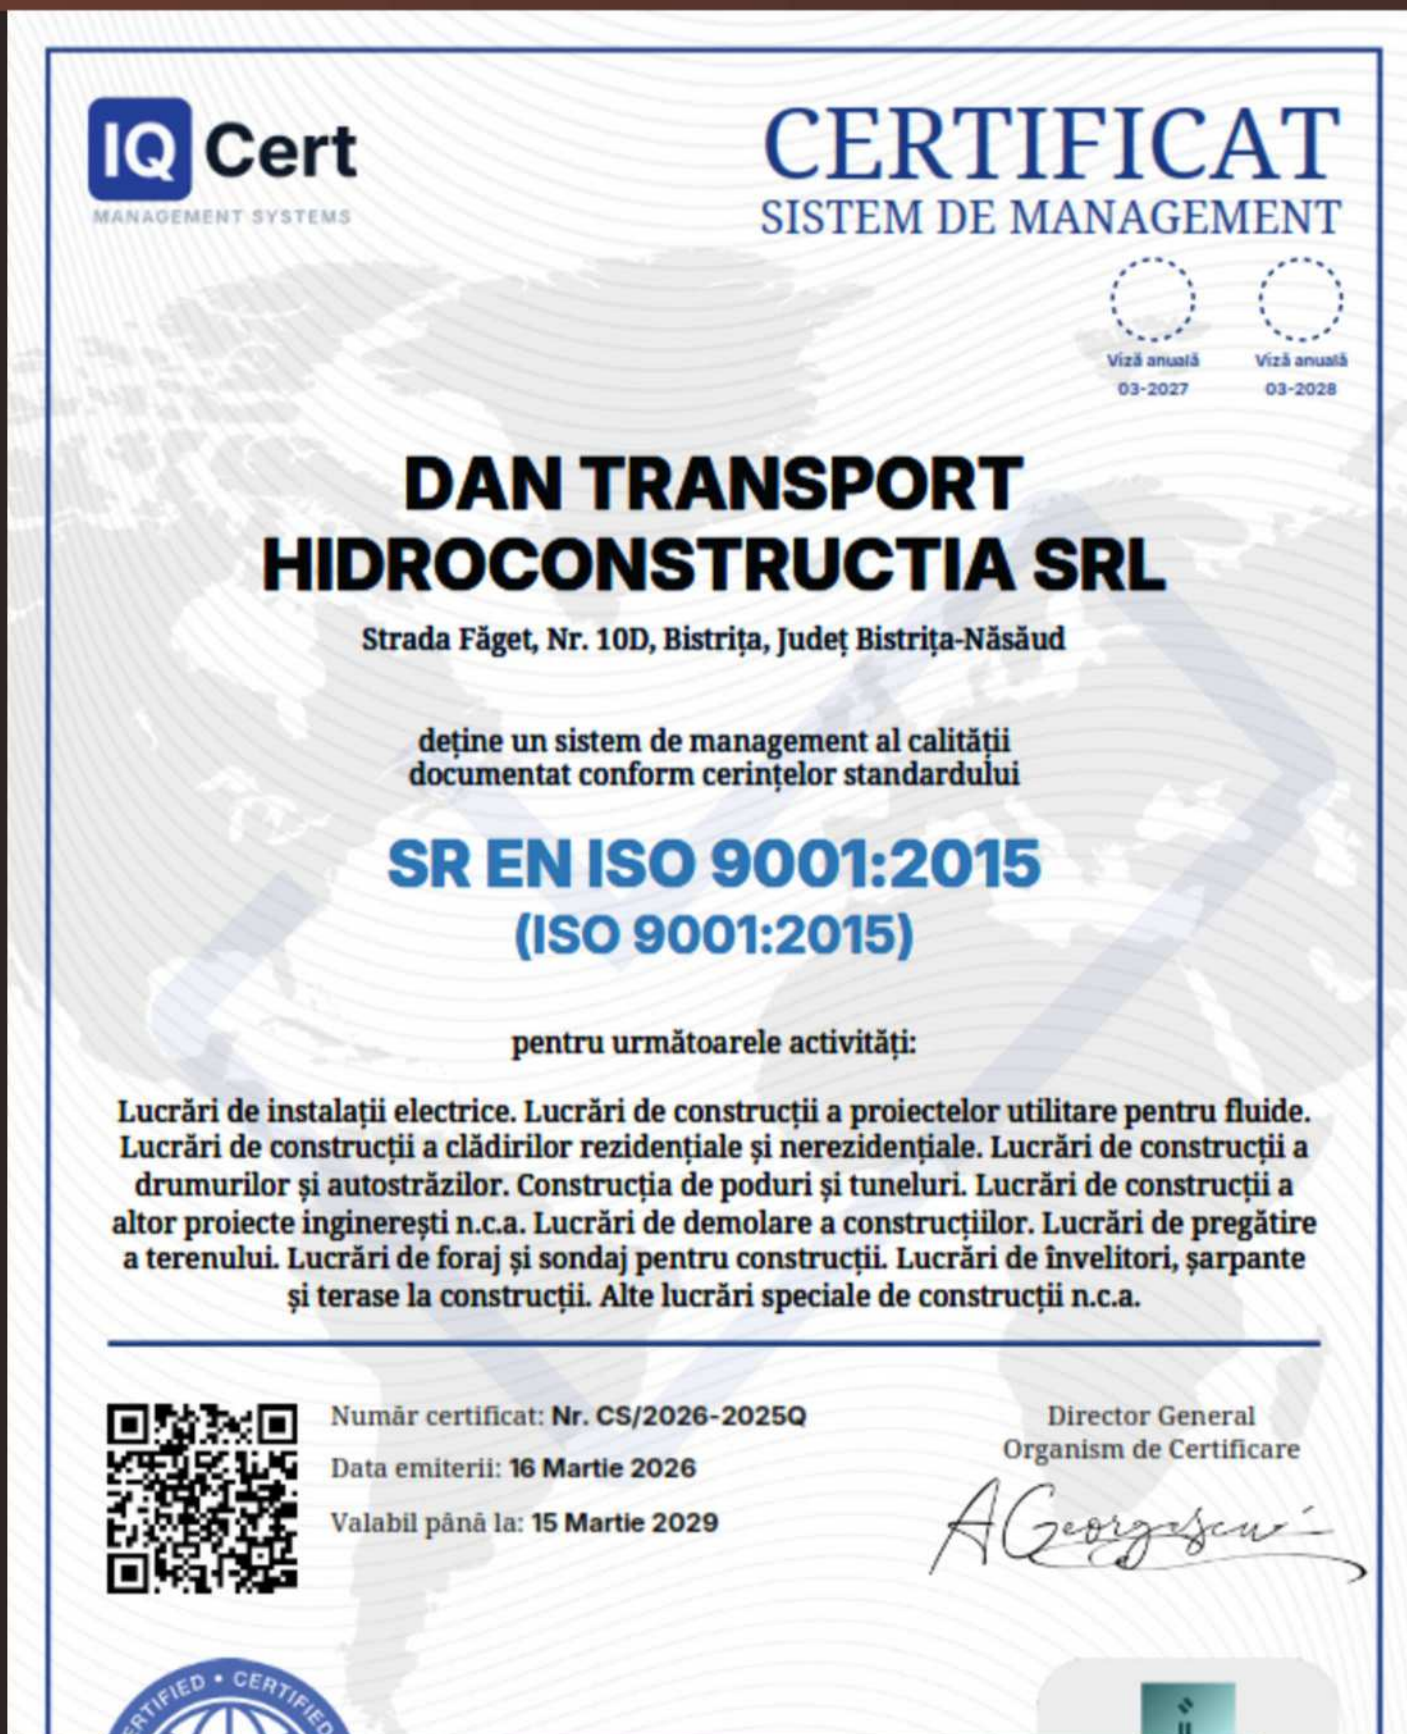 IQ Cert
MANAGEMENT SYSTEMS
CERTIFICAT
SISTEM DE MANAGEMENT
Viză anuală
03-2027
Viză anuală
03-2028
DAN TRANSPORT
HIDROCONSTRUCTIA SRL
Strada Făget, Nr. 10D, Bistrița, Județ Bistrița-Năsăud
deține un sistem de management al calității
documentat conform cerințelor standardului
SR EN ISO 9001:2015
(ISO 9001:2015)
pentru următoarele activități:
Lucrări de instalații electrice. Lucrări de construcții a proiectelor utilitare pentru fluide.
Lucrări de construcții a clădirilor rezidențiale și nerezidențiale. Lucrări de construcții a
drumurilor și autostrăzilor. Construcția de poduri și tuneluri. Lucrări de construcții a
altor proiecte inginerești n.c.a. Lucrări de demolare a construcțiilor. Lucrări de pregătire
a terenului. Lucrări de foraj și sondaj pentru construcții. Lucrări de învelitori, șarpante
și terase la construcții. Alte lucrări speciale de construcții n.c.a.
Număr certificat: Nr. CS/2026-2025Q
Data emiterii: 16 Martie 2026
Valabil până la: 15 Martie 2029
Director General
Organism de Certificare
A Georgescu
CERTIFIED • CERTIFIED